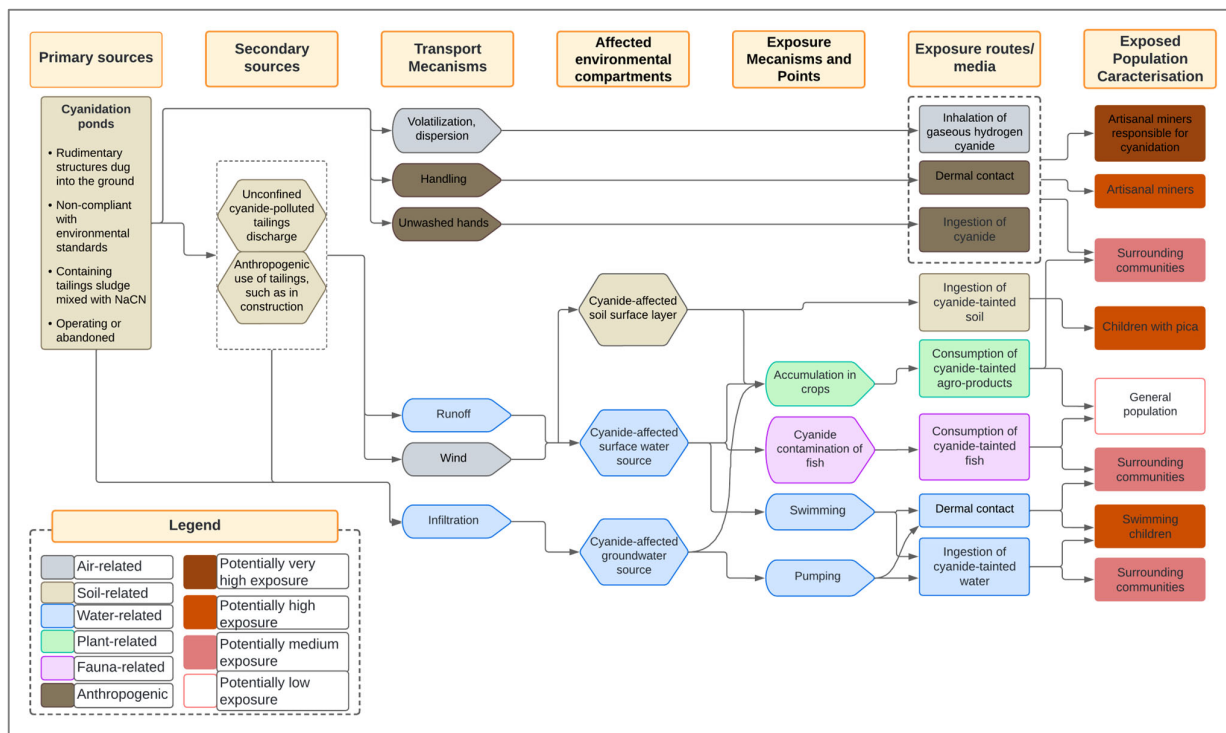 Primary sources
Secondary
sources
Transport
Mecanisms
Affected
environmental
compartments
Exposure
Mecanisms and
Points
Exposure routes/
media
Exposed
Population
Caracterisation
Cyanidation
ponds
• Rudimentary
structures dug
into the ground
• Non-compliant
with
environmental
standards
• Containing
tailings sludge
mixed with NaCN
• Operating or
abandoned
Unconfined
cyanide-polluted
tailings
discharge
Anthropogenic
use of tailings,
such as in
construction
Volatilization,
dispersion
Handling
Unwashed hands
Runoff
Wind
Infiltration
Cyanide-affected
soil surface layer
Cyanide-affected
surface water
source
Cyanide-affected
groundwater
source
Accumulation in
crops
Cyanide
contamination of
fish
Swimming
Pumping
Inhalation of
gaseous hydrogen
cyanide
Dermal contact
Ingestion of
cyanide
Ingestion of
cyanide-tainted
soil
Consumption of
cyanide-tainted
agro-products
Consumption of
cyanide-tainted
fish
Dermal contact
Ingestion of
cyanide-tainted
water
Artisanal miners
responsible for
cyanidation
Artisanal miners
Surrounding
communities
Children with pica
General
population
Surrounding
communities
Swimming
children
Surrounding
communities
Legend
Air-related
Soil-related
Water-related
Plant-related
Fauna-related
Anthropogenic
Potentially very
high exposure
Potentially high
exposure
Potentially medium
exposure
Potentially low
exposure